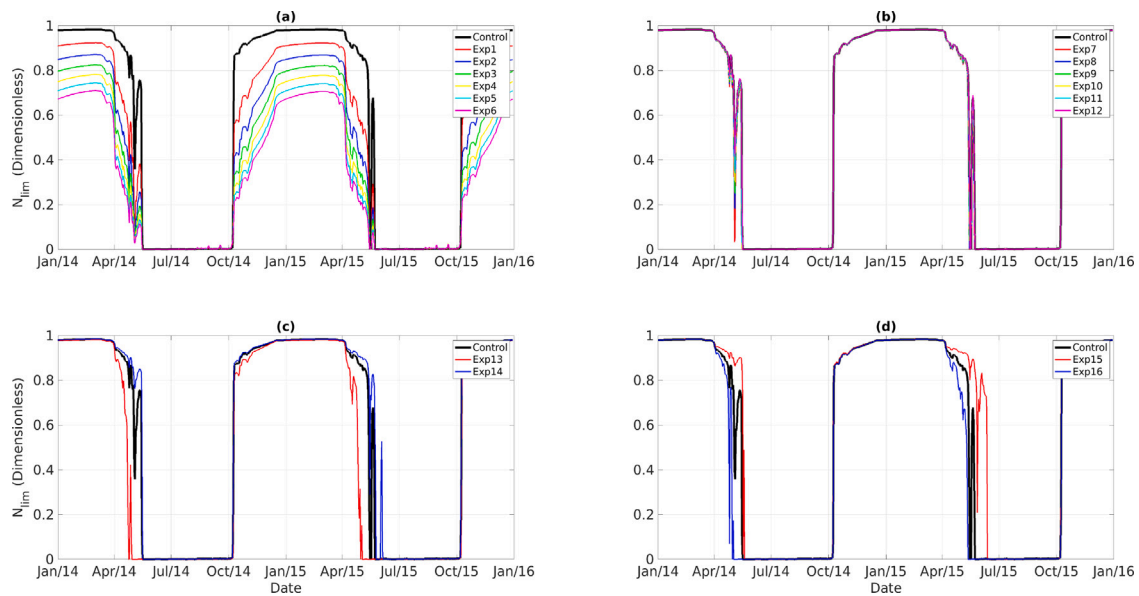 (a)
N_lim (Dimensionless)
1
0.8
0.6
0.4
0.2
0
Jan/14 Apr/14 Jul/14 Oct/14 Jan/15 Apr/15 Jul/15 Oct/15 Jan/16
Control
Exp1
Exp2
Exp3
Exp4
Exp5
Exp6
(b)
1
0.8
0.6
0.4
0.2
0
Jan/14 Apr/14 Jul/14 Oct/14 Jan/15 Apr/15 Jul/15 Oct/15 Jan/16
Control
Exp7
Exp8
Exp9
Exp10
Exp11
Exp12
(c)
N_lim (Dimensionless)
1
0.8
0.6
0.4
0.2
0
Jan/14 Apr/14 Jul/14 Oct/14 Jan/15 Apr/15 Jul/15 Oct/15 Jan/16
Date
Control
Exp13
Exp14
(d)
1
0.8
0.6
0.4
0.2
0
Jan/14 Apr/14 Jul/14 Oct/14 Jan/15 Apr/15 Jul/15 Oct/15 Jan/16
Date
Control
Exp15
Exp16